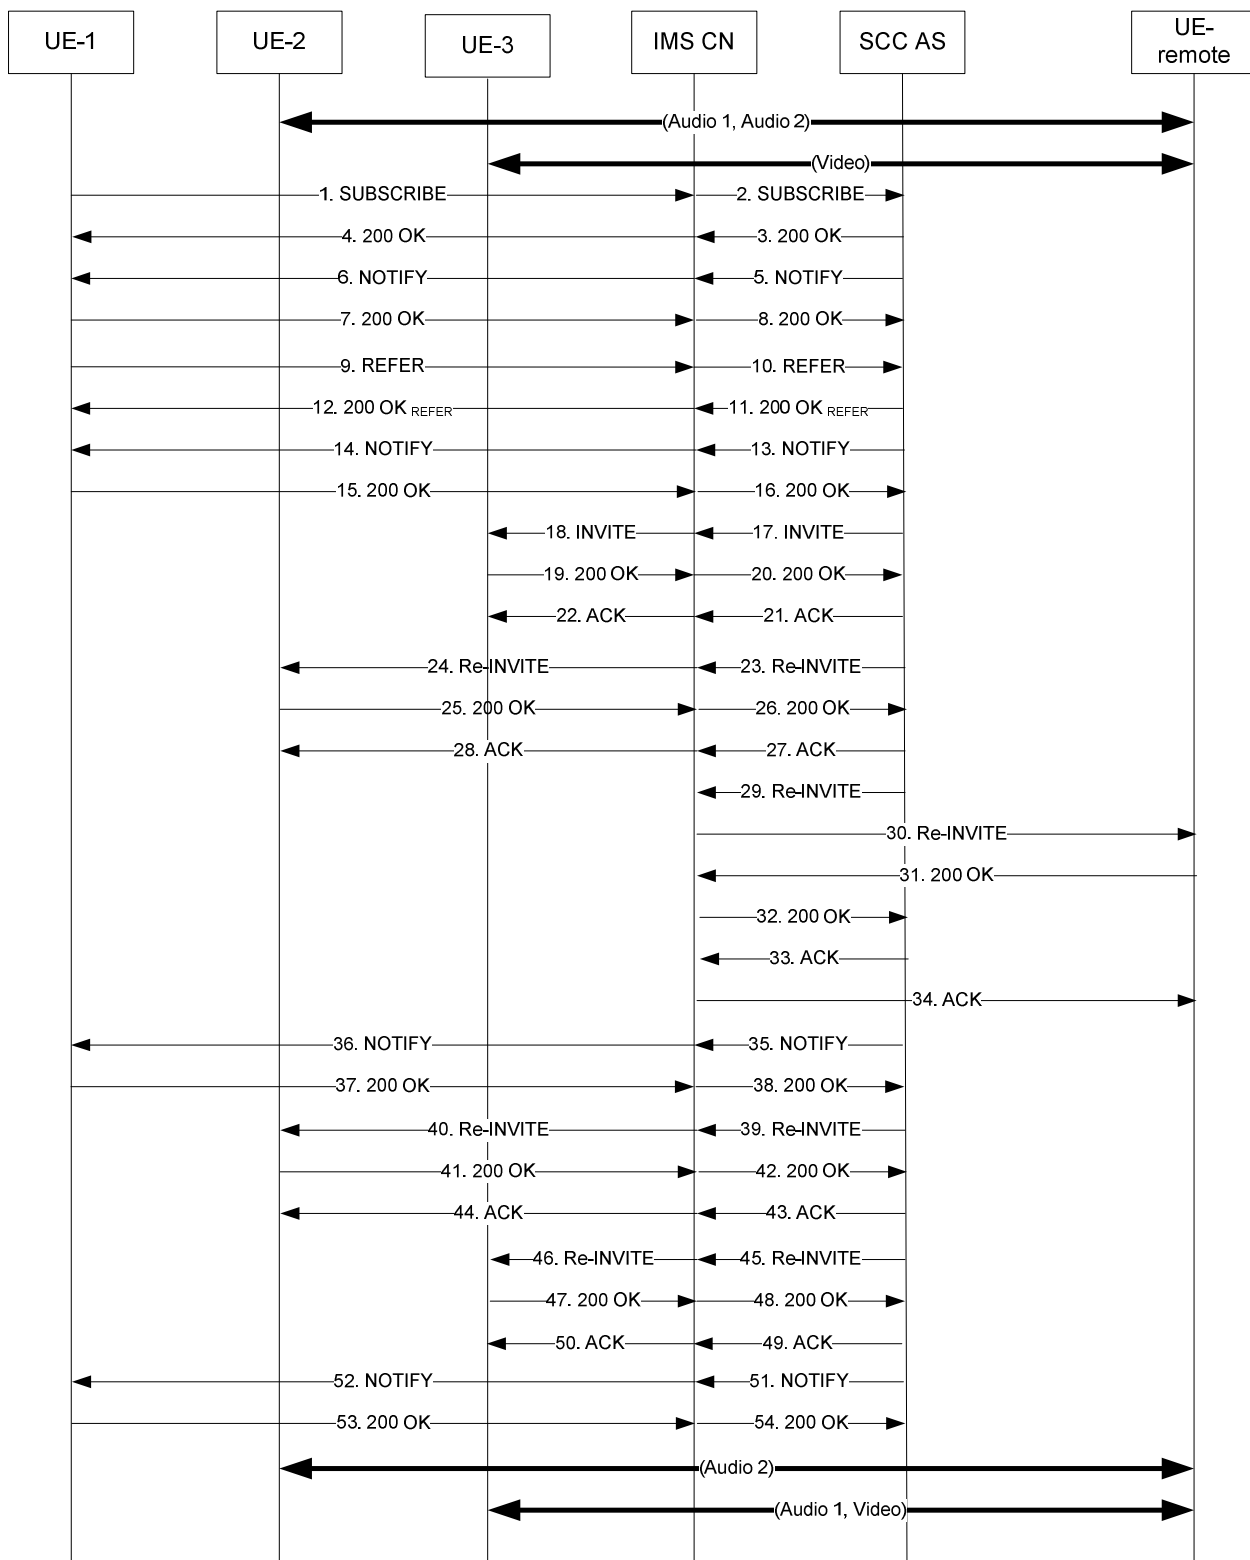 UE-1
UE-2
UE-3
IMS CN
SCC AS
UE-
remote
(Audio 1, Audio 2)
(Video)
1. SUBSCRIBE
2. SUBSCRIBE
4. 200 OK
3. 200 OK
6. NOTIFY
5. NOTIFY
7. 200 OK
8. 200 OK
9. REFER
10. REFER
12. 200 OK REFER
11. 200 OK REFER
14. NOTIFY
13. NOTIFY
15. 200 OK
16. 200 OK
18. INVITE
17. INVITE
19. 200 OK
20. 200 OK
22. ACK
21. ACK
24. Re-INVITE
23. Re-INVITE
25. 200 OK
26. 200 OK
28. ACK
27. ACK
29. Re-INVITE
30. Re-INVITE
31. 200 OK
32. 200 OK
33. ACK
34. ACK
36. NOTIFY
35. NOTIFY
37. 200 OK
38. 200 OK
40. Re-INVITE
39. Re-INVITE
41. 200 OK
42. 200 OK
44. ACK
43. ACK
46. Re-INVITE
45. Re-INVITE
47. 200 OK
48. 200 OK
50. ACK
49. ACK
52. NOTIFY
51. NOTIFY
53. 200 OK
54. 200 OK
(Audio 2)
(Audio 1, Video)